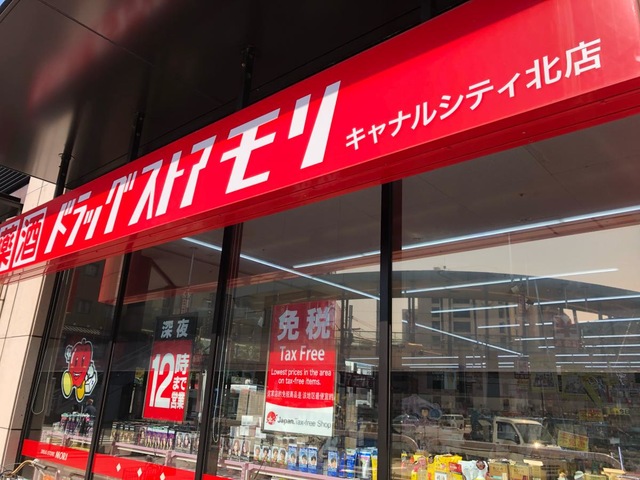 薬 酒 ドラッグストアモリ キャナルシティ北店
深夜
12時まで
営業
免税
Tax Free
Lowest prices in the area
on tax-free items.
Japan. Tax-free Shop
MORI